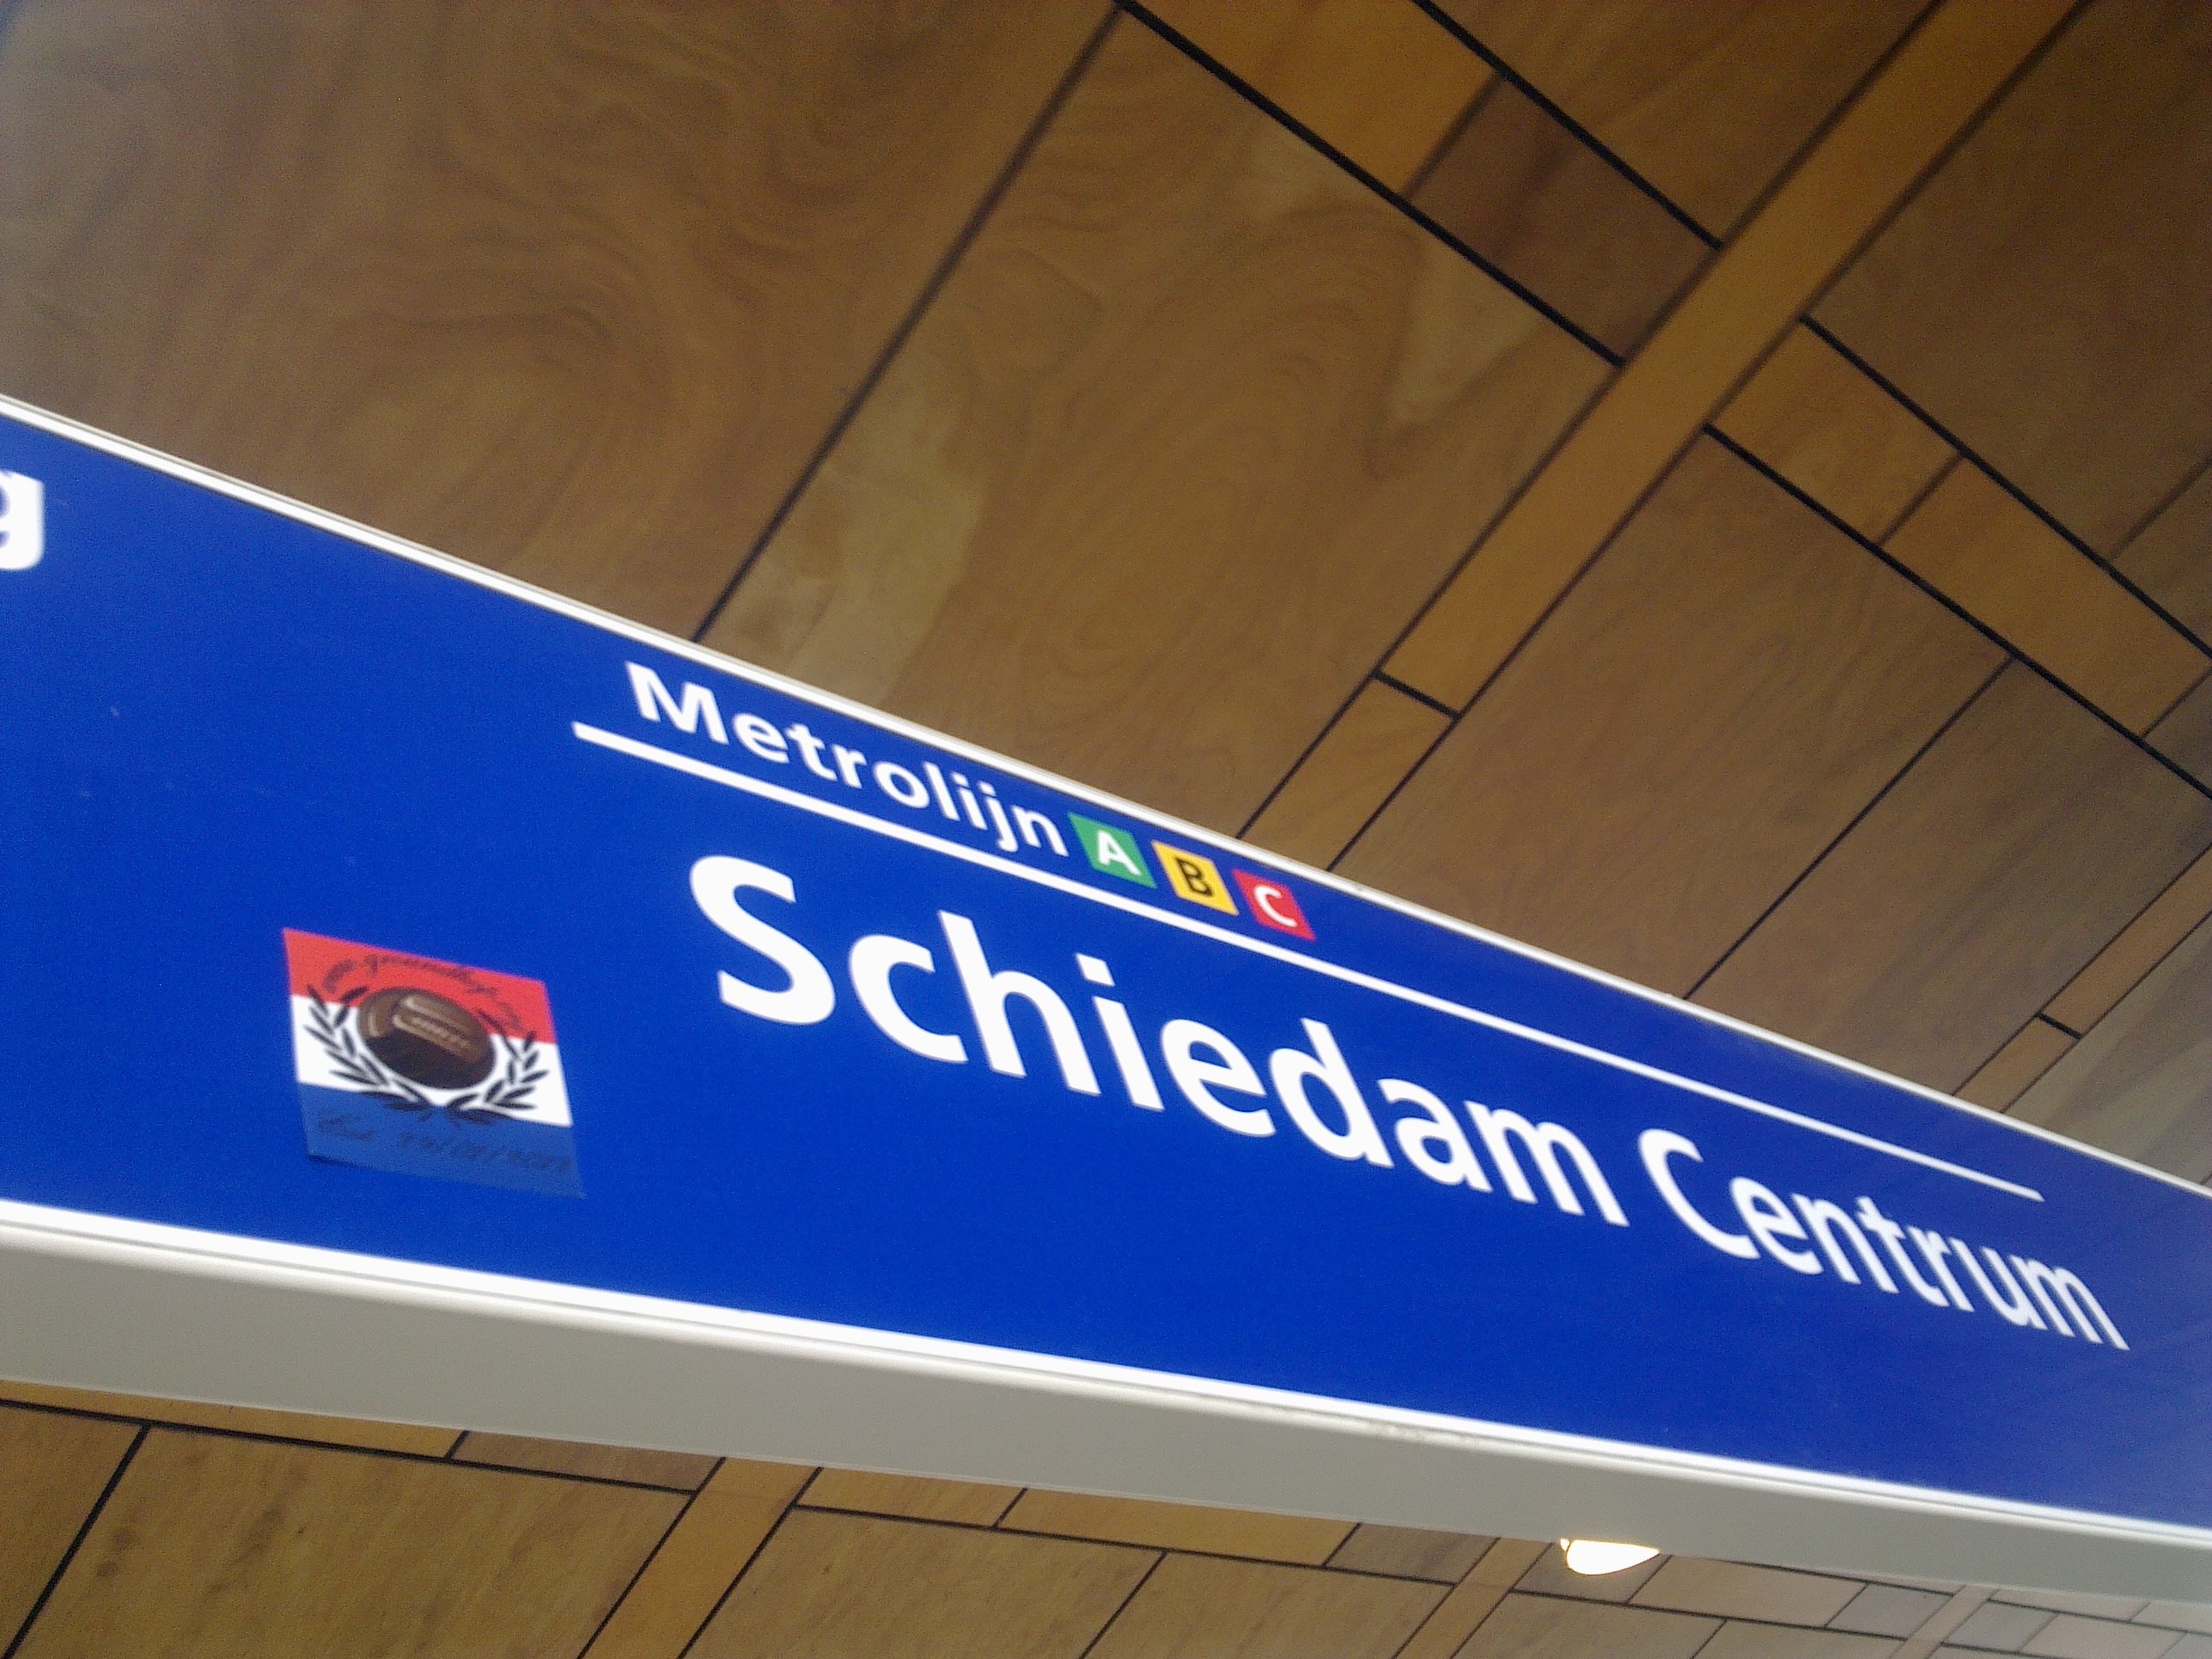 g
Metrolijn A B C
Schiedam Centrum